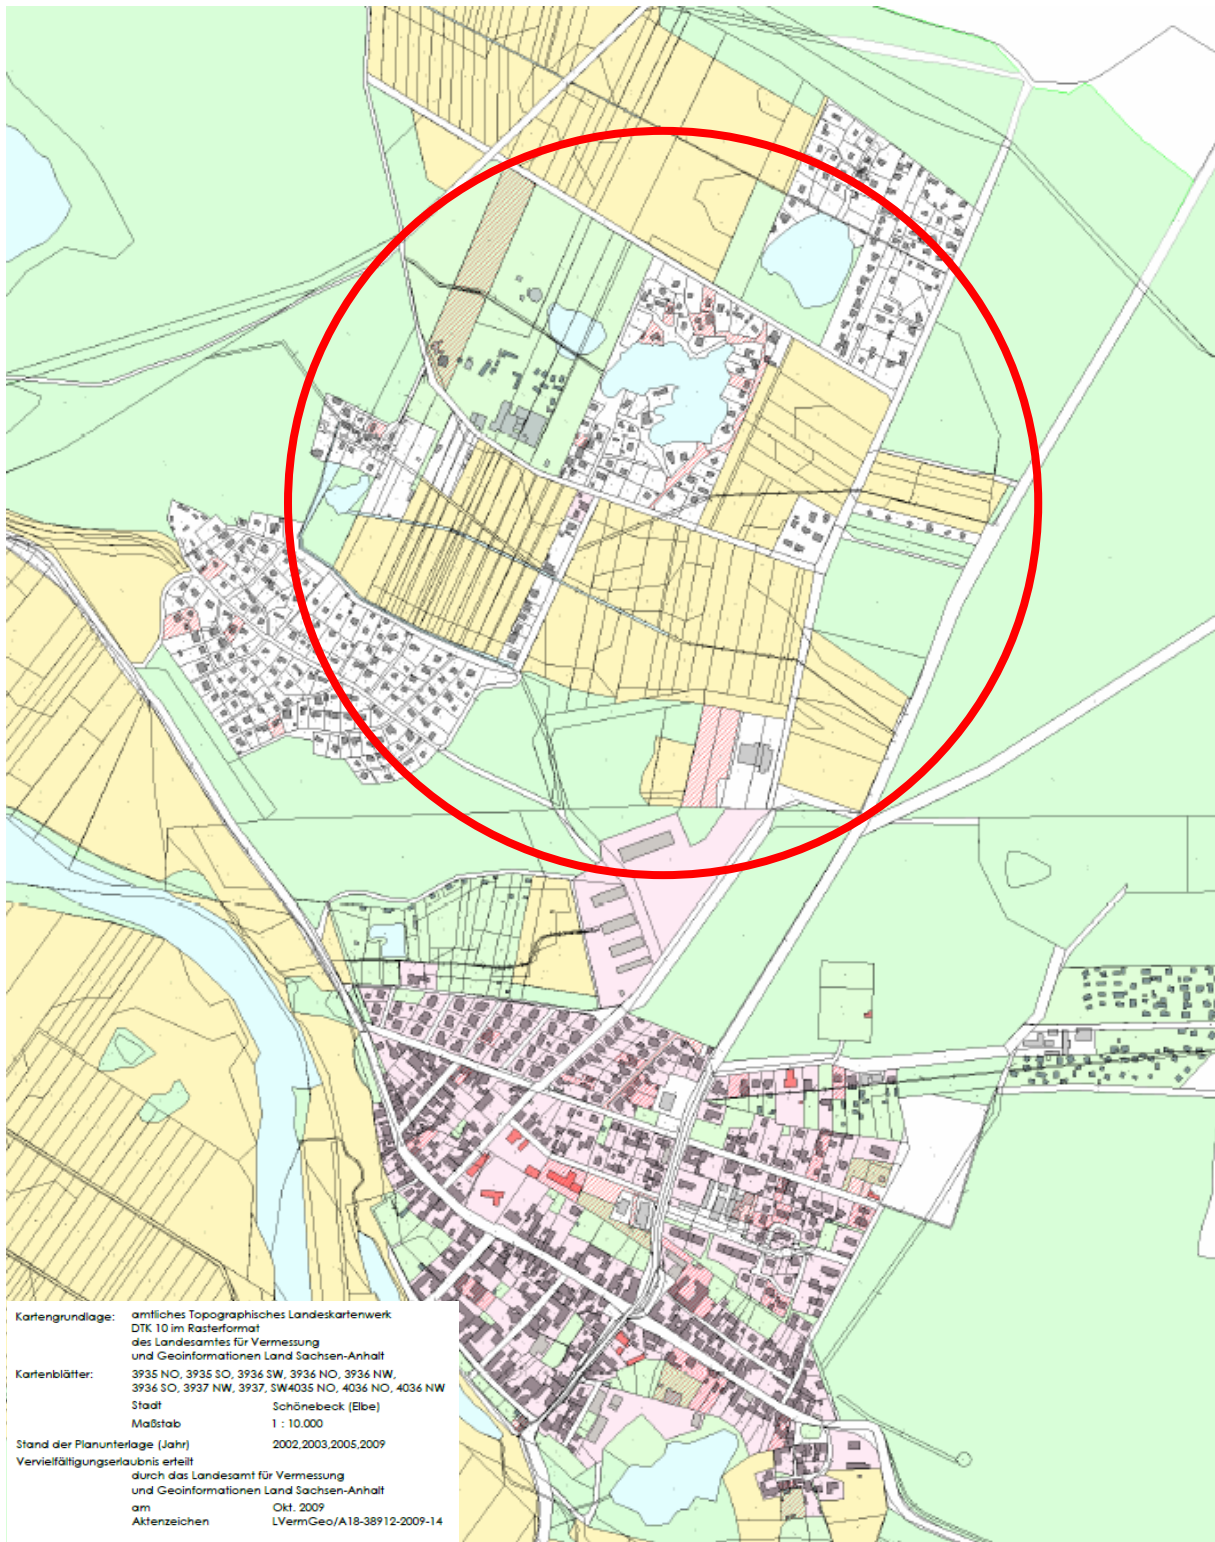 Kartengrundlage: amtliches Topographisches Landeskartenwerk
DTK 10 im Rasterformat
des Landesamtes für Vermessung
und Geoinformationen Land Sachsen-Anhalt
Kartenblätter: 3935 NO, 3935 SO, 3936 SW, 3936 NO, 3936 NW,
3936 SO, 3937 NW, 3937, SW4035 NO, 4036 NO, 4036 NW
Stadt Schönebeck (Elbe)
Maßstab 1 : 10.000
Stand der Planunterlage (Jahr) 2002,2003,2005,2009
Vervielfältigungserlaubnis erteilt
durch das Landesamt für Vermessung
und Geoinformationen Land Sachsen-Anhalt
am Okt. 2009
Aktenzeichen LVermGeo/A18-38912-2009-14